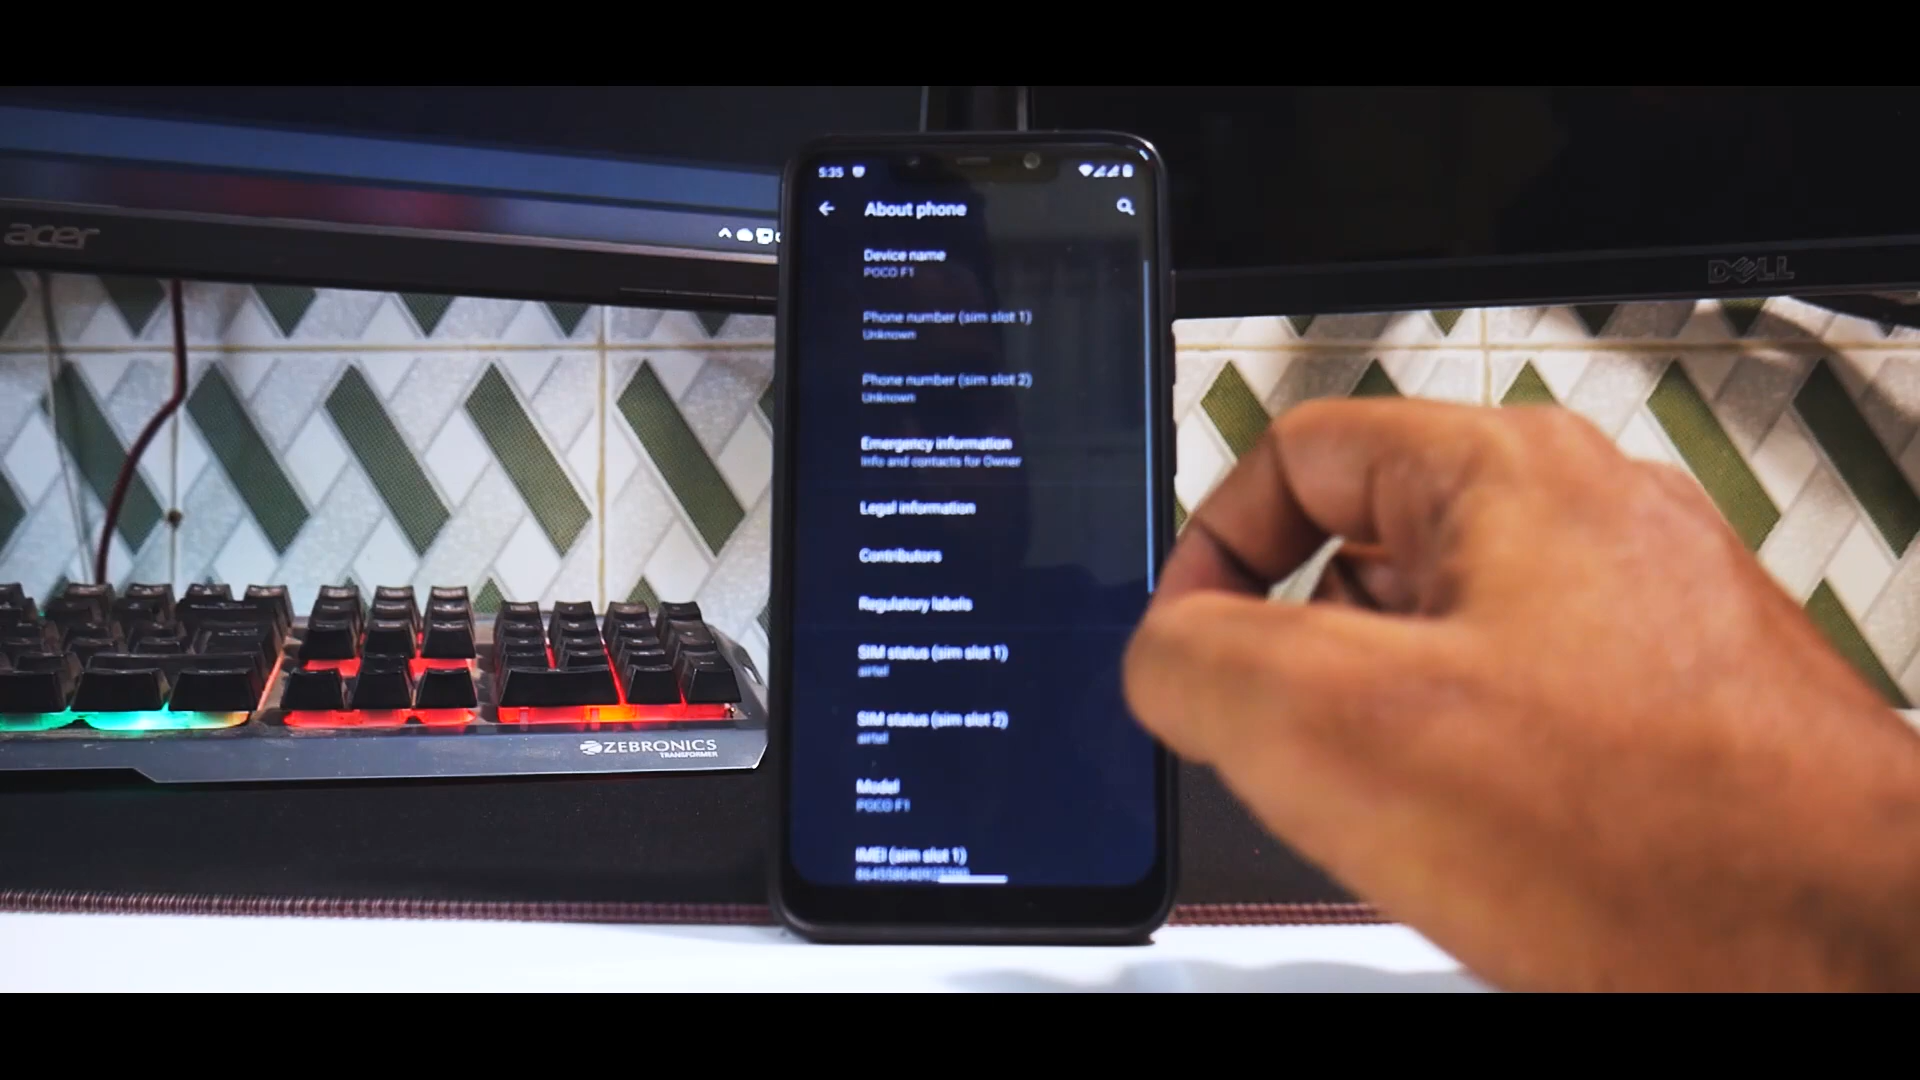 acer
DELL
5:35
About phone
Device name
POCO F1
Phone number (sim slot 1)
Unknown
Phone number (sim slot 2)
Unknown
Emergency information
Info and contacts for Owner
Legal information
Contributors
Regulatory labels
SIM status (sim slot 1)
airtel
SIM status (sim slot 2)
airtel
Model
POCO F1
IMEI (sim slot 1)
ZEBRONICS
TRANSFORMER